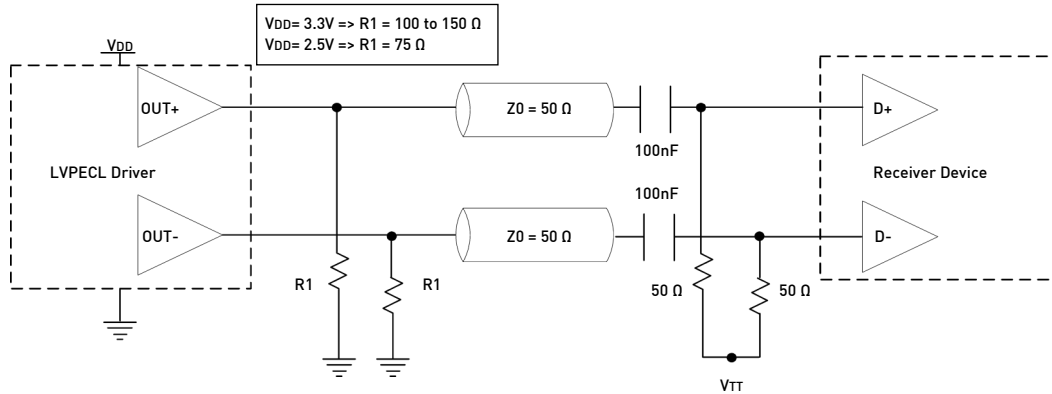 VDD= 3.3V => R1 = 100 to 150 Ω
VDD= 2.5V => R1 = 75 Ω
VDD
OUT+
Z0 = 50 Ω
D+
100nF
LVPECL Driver
Receiver Device
100nF
OUT-
Z0 = 50 Ω
D-
R1
R1
50 Ω
50 Ω
VTT